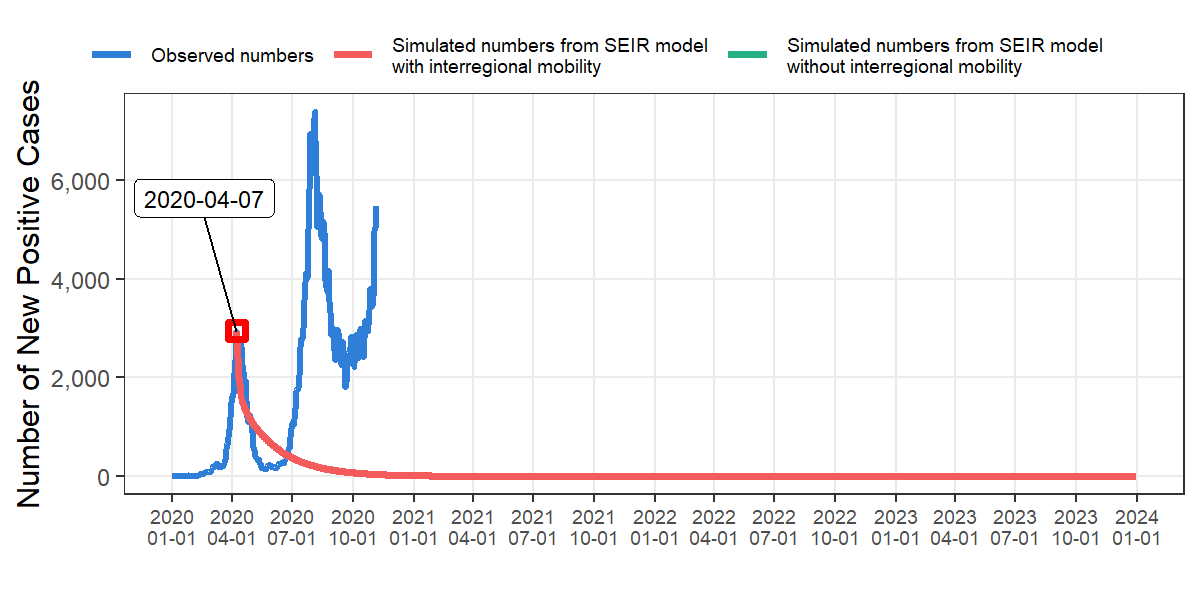 Observed numbers
Simulated numbers from SEIR model
with interregional mobility
Simulated numbers from SEIR model
without interregional mobility
Number of New Positive Cases
6,000
4,000
2,000
0
2020-04-07
2020 2020 2020 2020 2021 2021 2021 2021 2022 2022 2022 2022 2023 2023 2023 2023 2024
01-01 04-01 07-01 10-01 01-01 04-01 07-01 10-01 01-01 04-01 07-01 10-01 01-01 04-01 07-01 10-01 01-01